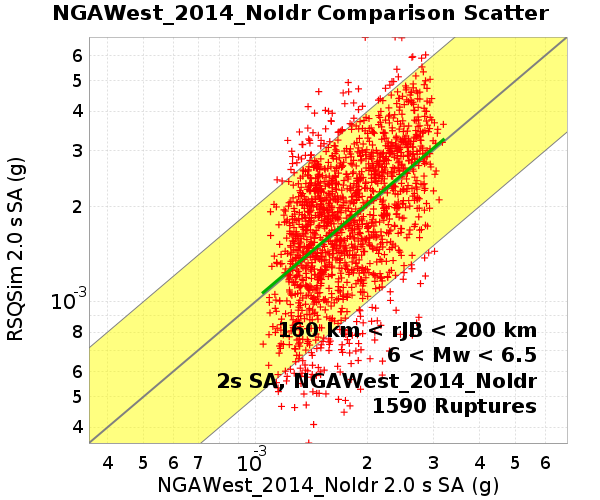 NGAWest_2014_NoIdr Comparison Scatter
RSQSim 2.0 s SA (g)
6
5
4
3
2
10-3
8
6
5
4
160 km < rJB < 200 km
6 < Mw < 6.5
2s SA, NGAWest_2014_NoIdr
1590 Ruptures
4 5 6 7 10-3 2 3 4 5 6
NGAWest_2014_NoIdr 2.0 s SA (g)